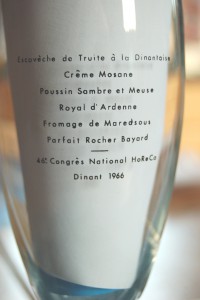 Escavèche de Truite à la Dinantaise
Crème Mosane
Poussin Sambre et Meuse
Royal d'Ardenne
Fromage de Maredsous
Parfait Rocher Bayard
46e Congrès National HoReCa
Dinant 1966